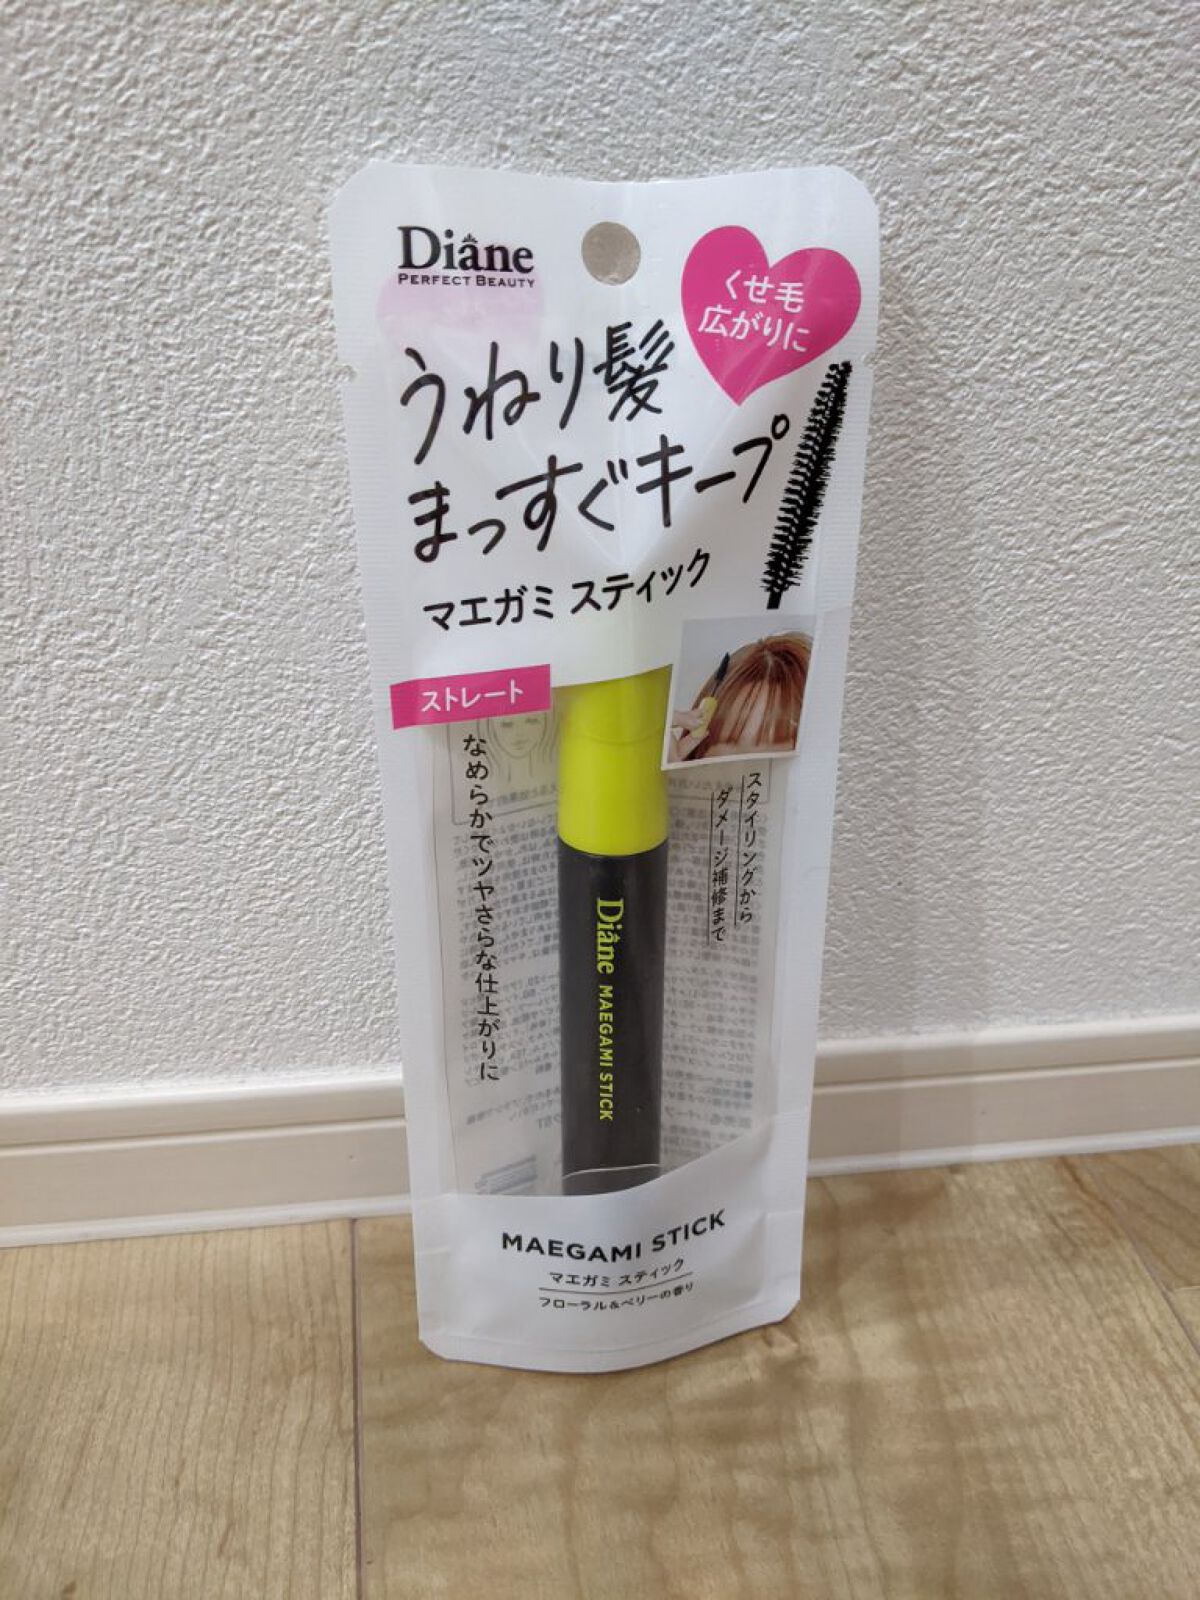 Diane
PERFECT BEAUTY
くせ毛
広がりに
うねり髪
まっすぐキープ
マエガミ スティック
ストレート
なめらかでツヤさらな仕上がりに
スタイリングから
ダメージ補修まで
Diane MAEGAMI STICK
MAEGAMI STICK
マエガミ スティック
フローラル&ベリーの香り